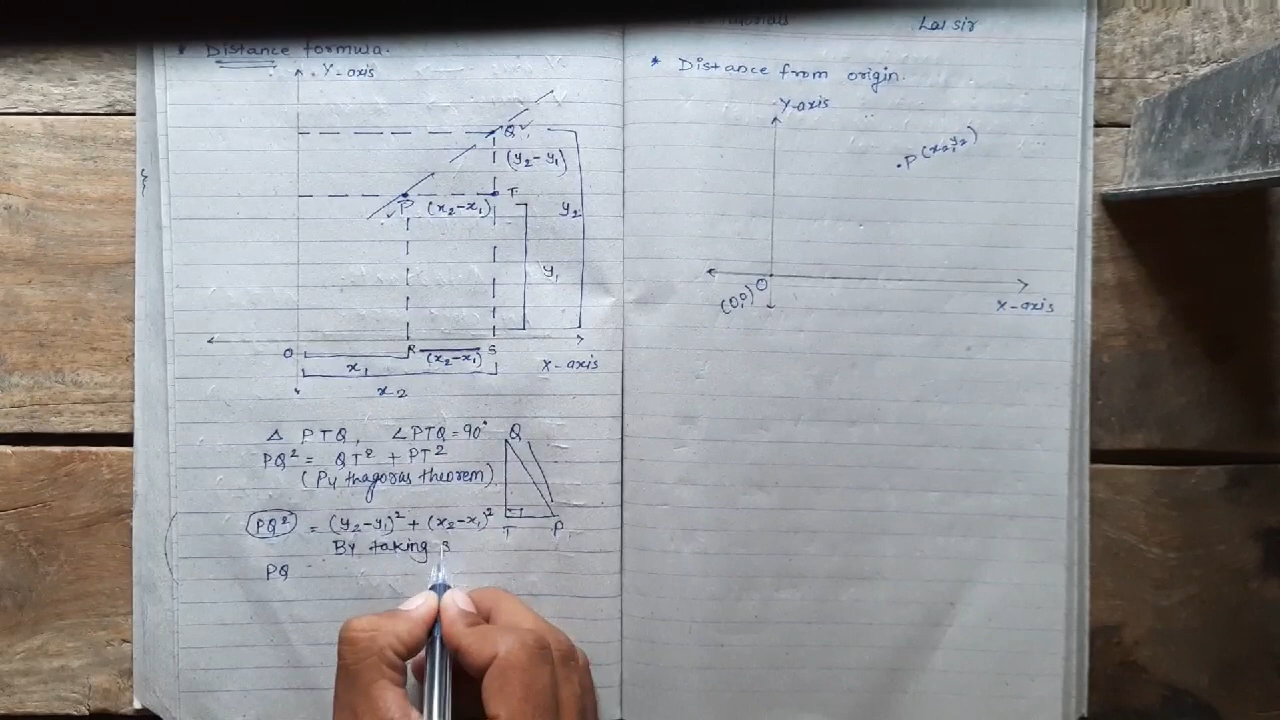 * Distance formula.
Y-axis
Q
(y₂-y₁)
T
P (x₂-x₁)
y₂
y₁
O R (x₂-x₁) S
x₁
X-axis
x₂
△ PTQ, ∠PTQ = 90°
PQ² = QT² + PT²
(Pythagoras theorem)
Q
T P
PQ² = (y₂-y₁)² + (x₂-x₁)²
By taking s
PQ
Lal sir
* Distance from origin.
Y-axis
.P (x₂,y₂)
(0,0) O
X-axis